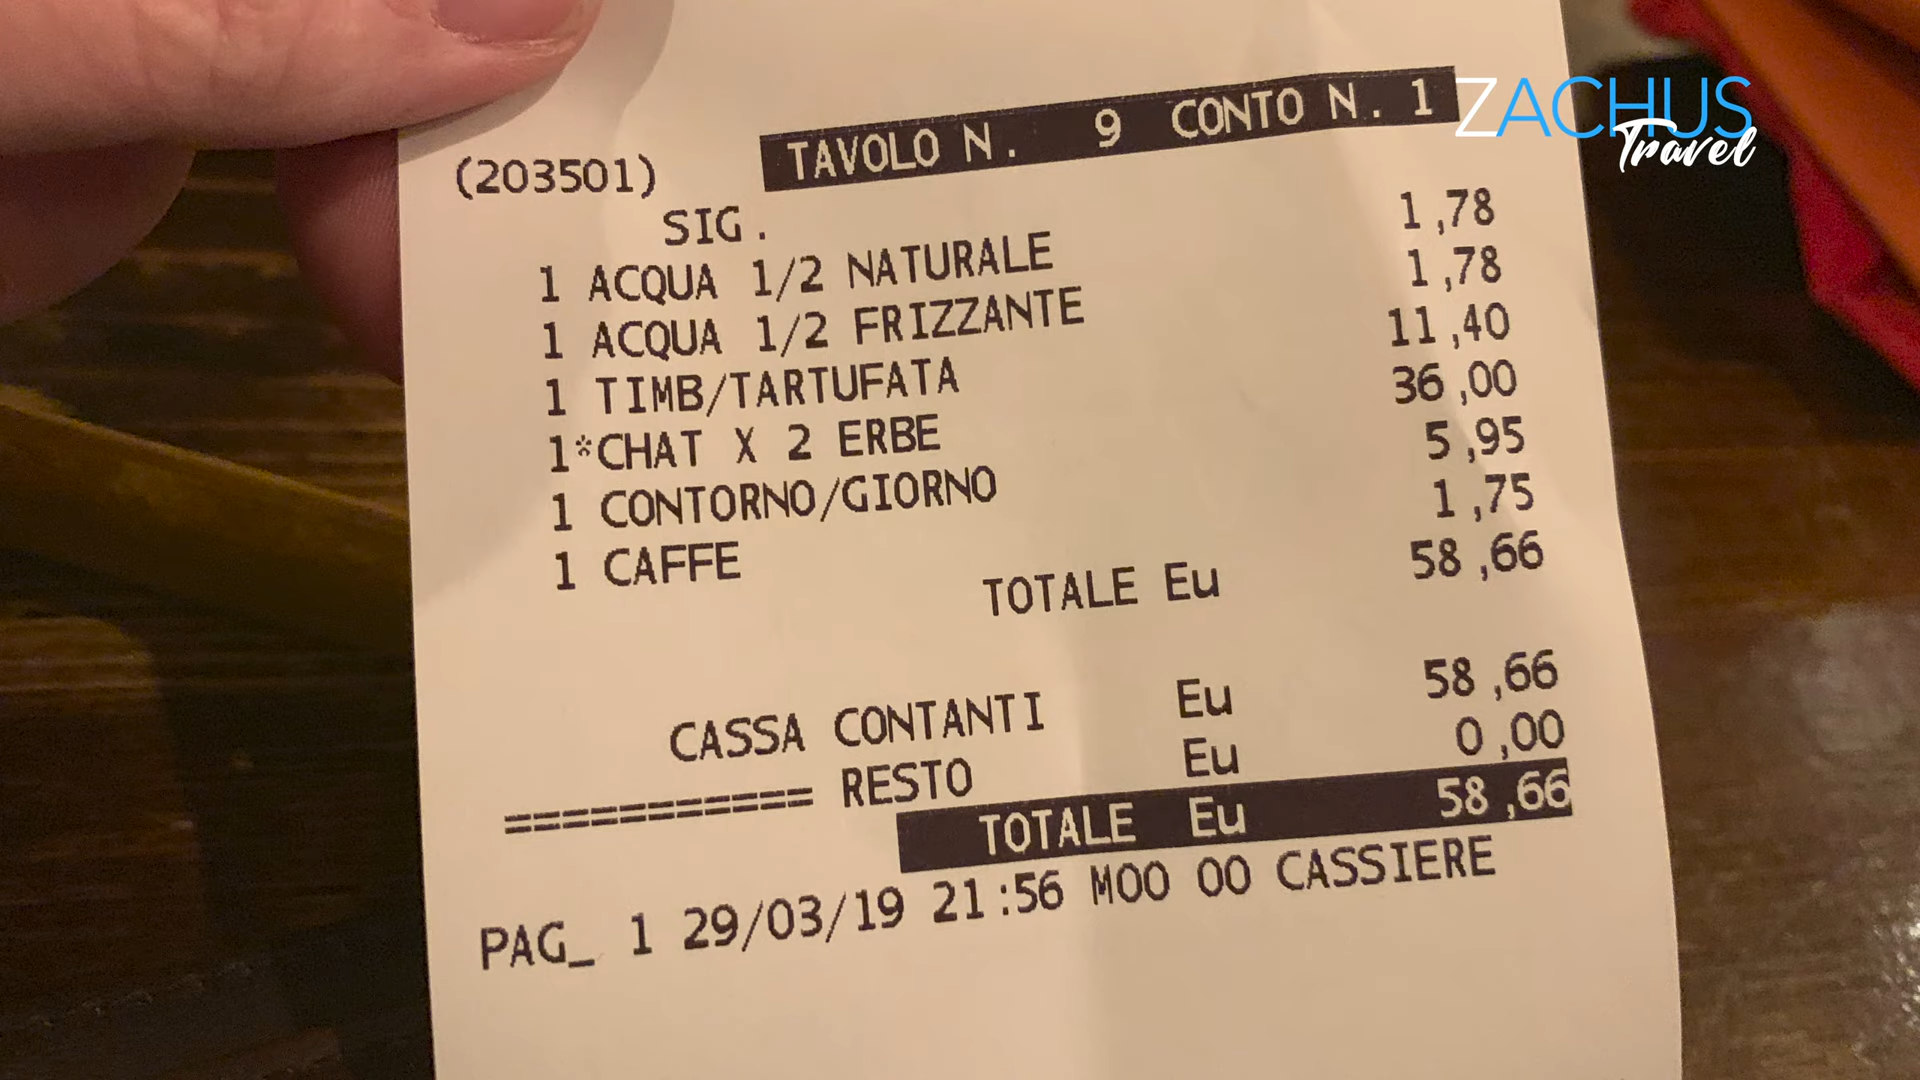 ZACHUS
Travel
TAVOLO N. 9 CONTO N. 1
(203501)
SIG.
1 ACQUA 1/2 NATURALE 1,78
1 ACQUA 1/2 FRIZZANTE 1,78
1 TIMB/TARTUFATA 11,40
1*CHAT X 2 ERBE 36,00
1 CONTORNO/GIORNO 5,95
1 CAFFE 1,75
TOTALE Eu 58,66
CASSA CONTANTI Eu 58,66
=========== RESTO Eu 0,00
TOTALE Eu 58,66
PAG_ 1 29/03/19 21:56 M00 00 CASSIERE